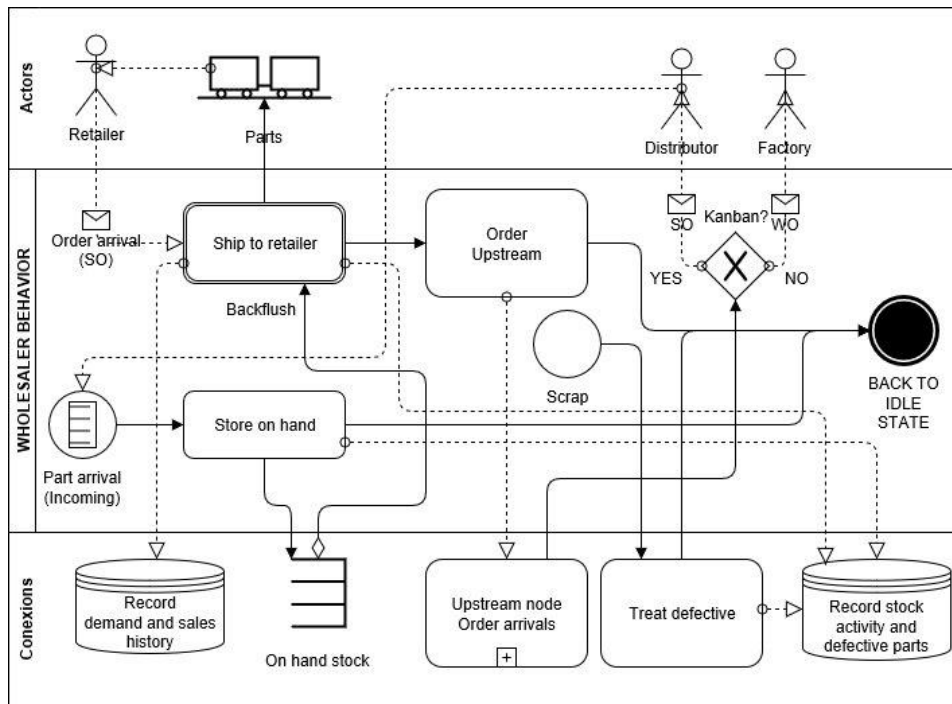 Actors
Retailer
Parts
Distributor
Factory
WHOLESALER BEHAVIOR
Order arrival
(SO)
Ship to retailer
Order
Upstream
SO
Kanban?
WO
YES
NO
Backflush
Scrap
BACK TO
IDLE
STATE
Store on hand
Part arrival
(Incoming)
Conexions
Record
demand and sales
history
On hand stock
Upstream node
Order arrivals
Treat defective
Record stock
activity and
defective parts